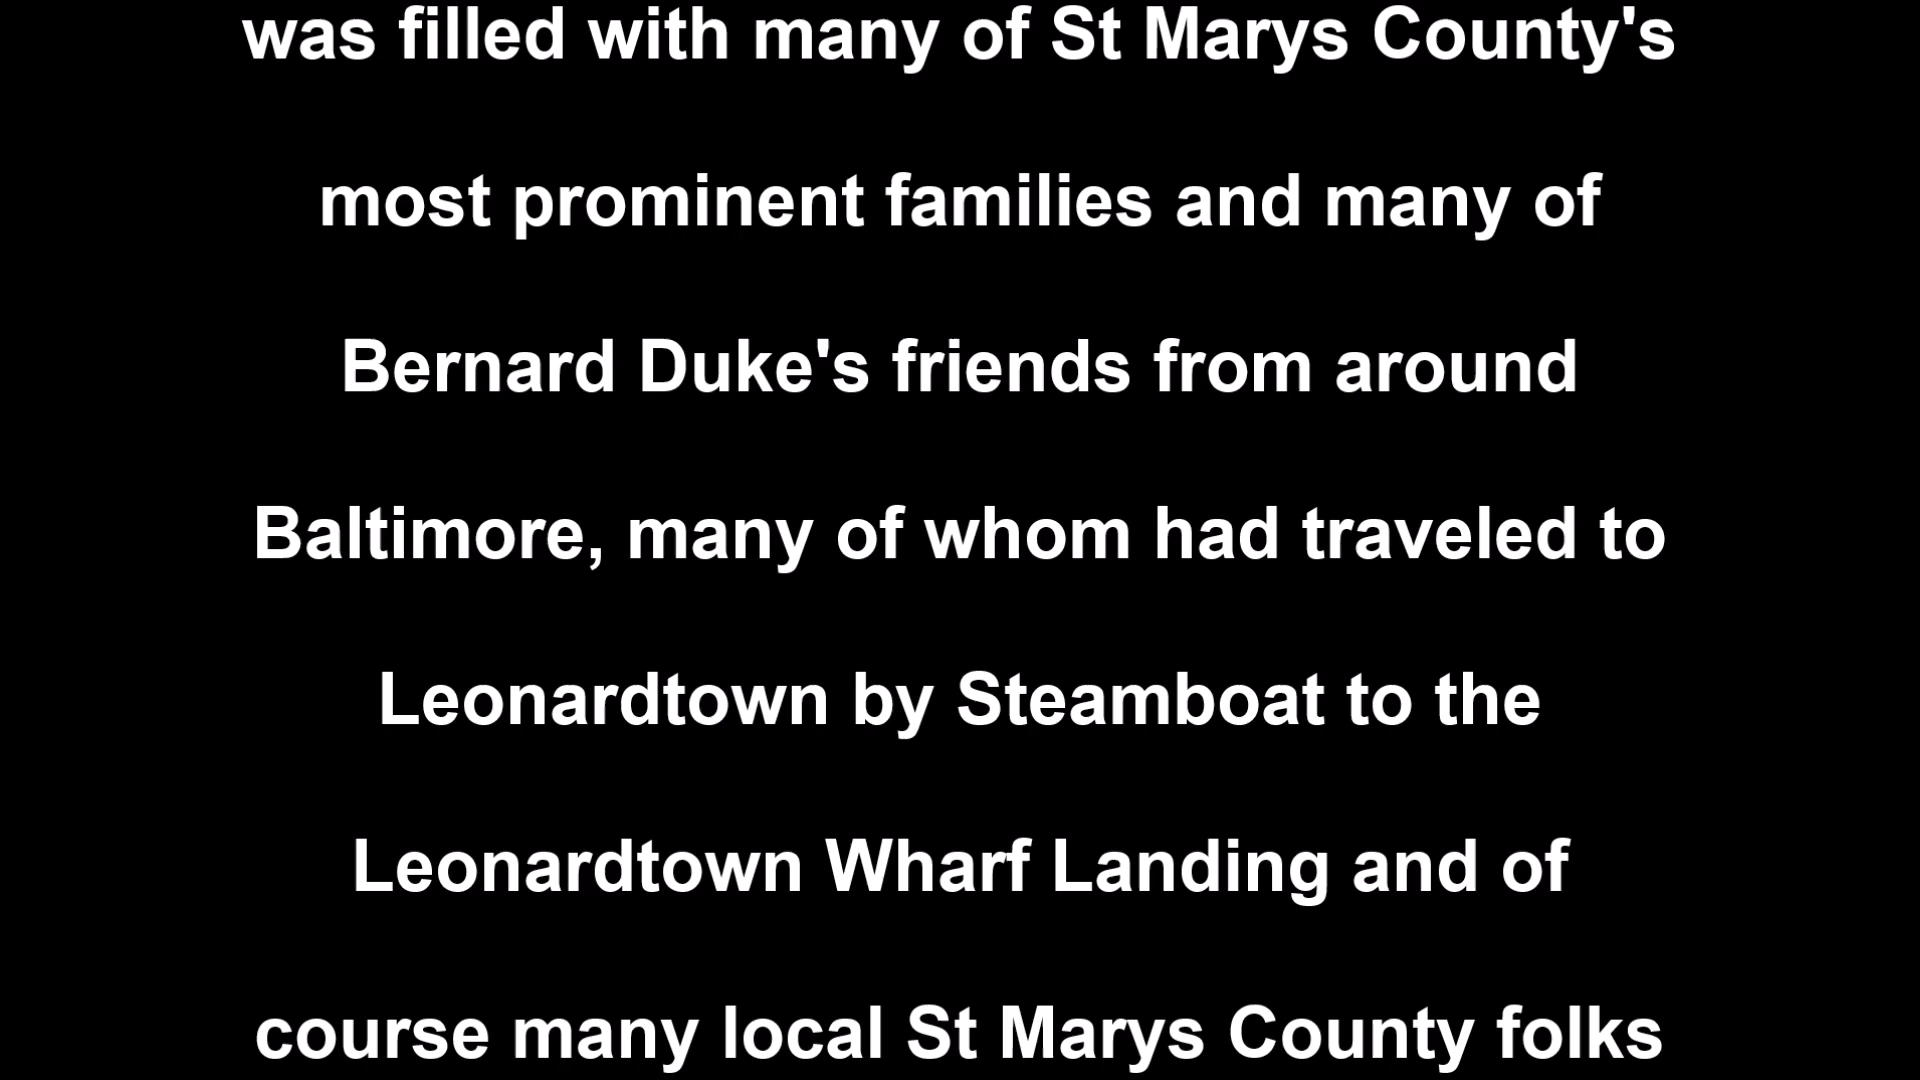 was filled with many of St Marys County's
most prominent families and many of
Bernard Duke's friends from around
Baltimore, many of whom had traveled to
Leonardtown by Steamboat to the
Leonardtown Wharf Landing and of
course many local St Marys County folks